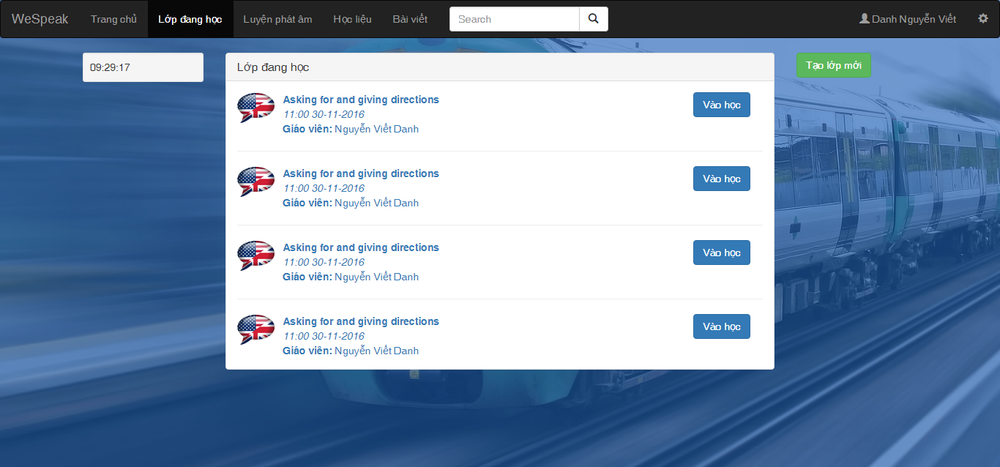 WeSpeak Trang chủ Lớp đang học Luyện phát âm Học liệu Bài viết Search Danh Nguyễn Viết
09:29:17
Lớp đang học
Tạo lớp mới
Asking for and giving directions
11:00 30-11-2016
Giáo viên: Nguyễn Viết Danh
Vào học
Asking for and giving directions
11:00 30-11-2016
Giáo viên: Nguyễn Viết Danh
Vào học
Asking for and giving directions
11:00 30-11-2016
Giáo viên: Nguyễn Viết Danh
Vào học
Asking for and giving directions
11:00 30-11-2016
Giáo viên: Nguyễn Viết Danh
Vào học